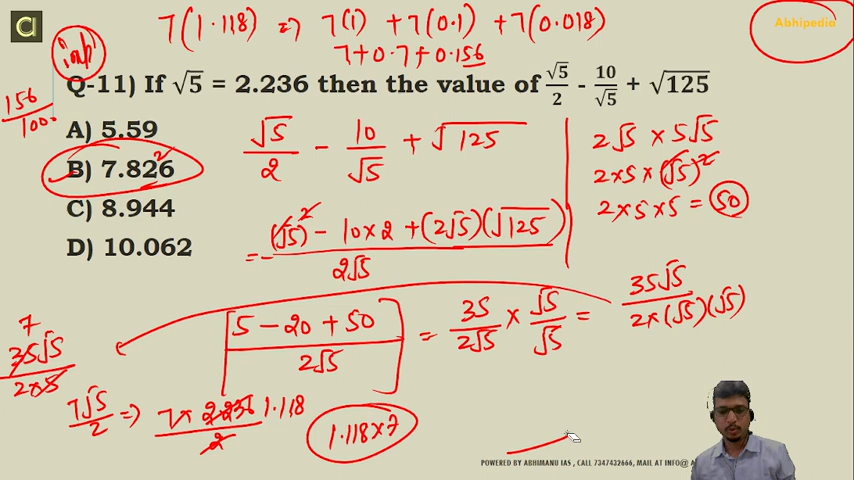 a
Abhipedia
7(1.118) ⇒ 7(1) + 7(0.1) + 7(0.018)
7+0.7+0.156
imp
Q-11) If √5 = 2.236 then the value of √5/2 - 10/√5 + √125
156/1000
A) 5.59
B) 7.826
2
C) 8.944
D) 10.062
√5/2 - 10/√5 + √125
= (√5)² - 10×2 + (2√5)(√125) / 2√5
2√5 × 5√5
2×5×(√5)²
2×5×5 = 50
[5 - 20 + 50 / 2√5] = 35/2√5 × √5/√5 = 35√5 / 2×(√5)(√5)
7
35√5 / 2×5
7√5/2 ⇒ 7×2.236 / 2 1.118
1.118×7
POWERED BY ABHIMANU IAS , CALL 7347432666, MAIL AT INFO@